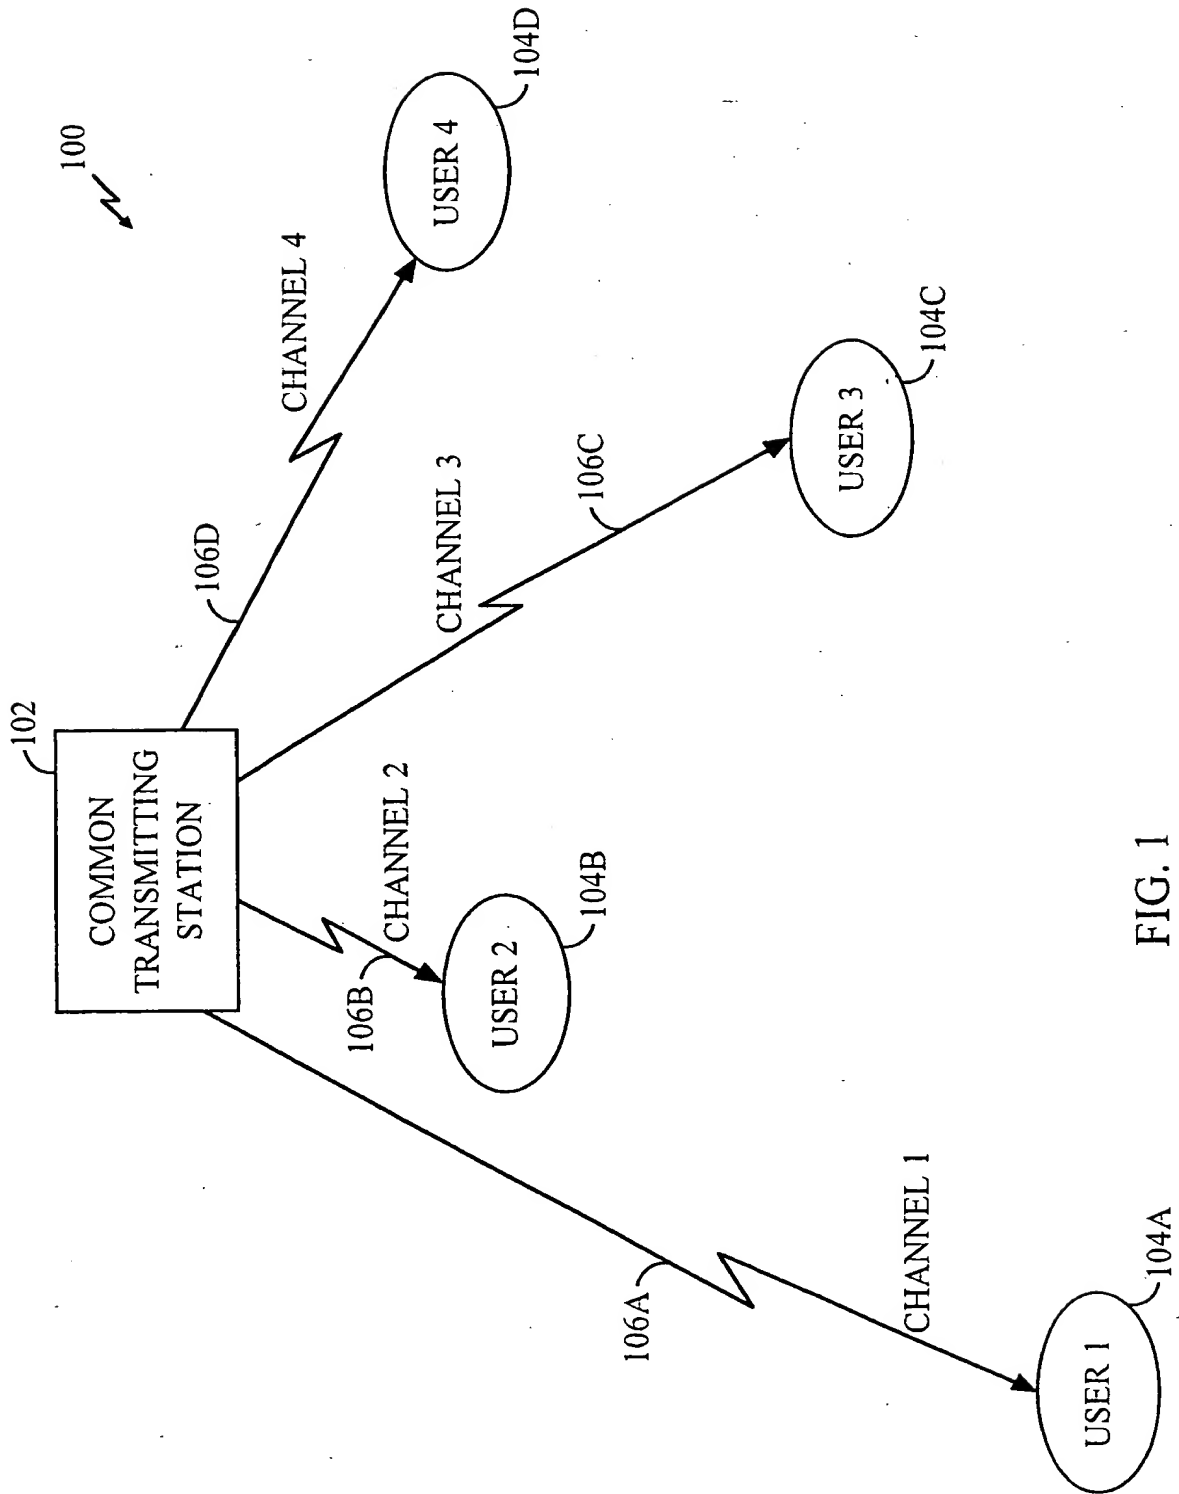 100
102
COMMON
TRANSMITTING
STATION
106D
CHANNEL 4
USER 4
104D
CHANNEL 3
106C
USER 3
104C
CHANNEL 2
106B
USER 2
104B
106A
CHANNEL 1
USER 1
104A
FIG. 1